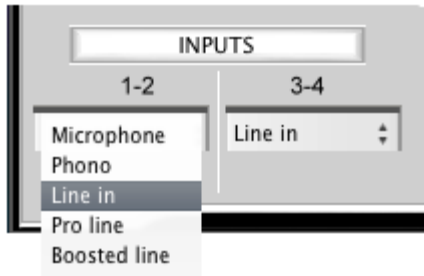 INPUTS
1-2 3-4
Microphone
Phono
Line in
Pro line
Boosted line
Line in